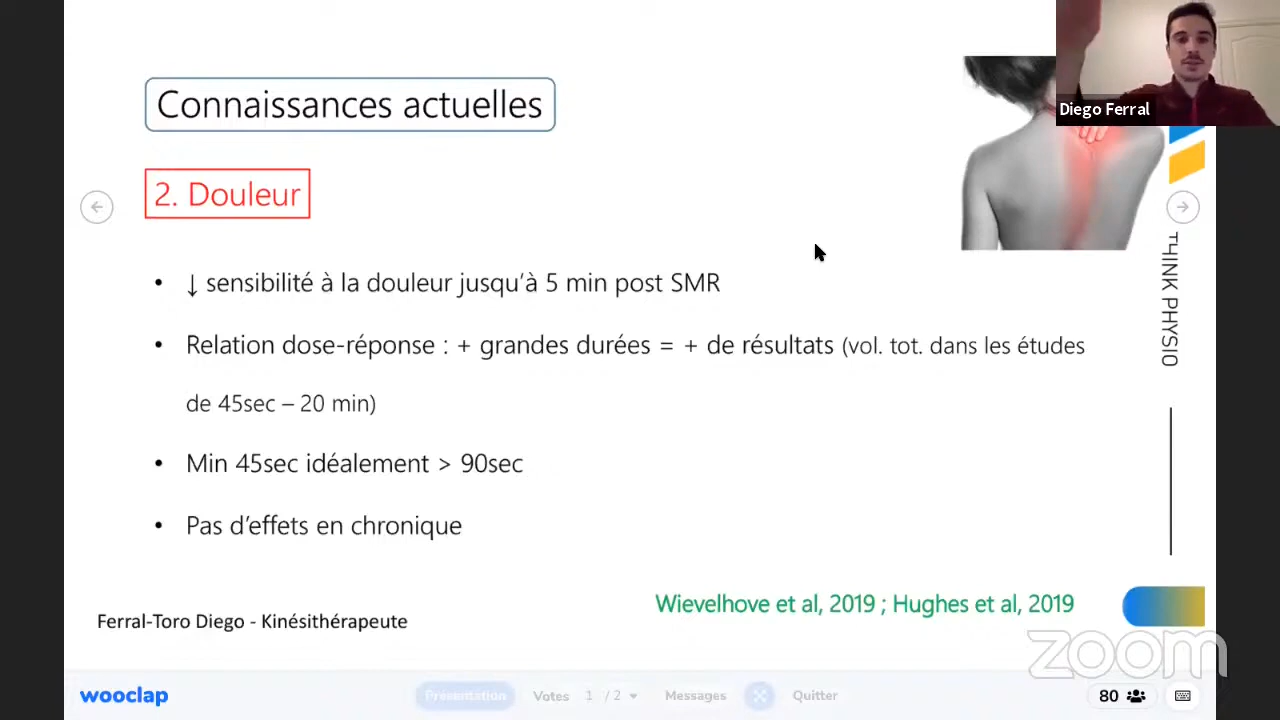 Connaissances actuelles
Diego Ferral
2. Douleur
THINK PHYSIO
• ↓ sensibilité à la douleur jusqu'à 5 min post SMR
• Relation dose-réponse : + grandes durées = + de résultats (vol. tot. dans les études
de 45sec – 20 min)
• Min 45sec idéalement > 90sec
• Pas d'effets en chronique
Wievelhove et al, 2019 ; Hughes et al, 2019
Ferral-Toro Diego - Kinésithérapeute
zoom
wooclap Présentation Votes 1 / 2 Messages Quitter 80